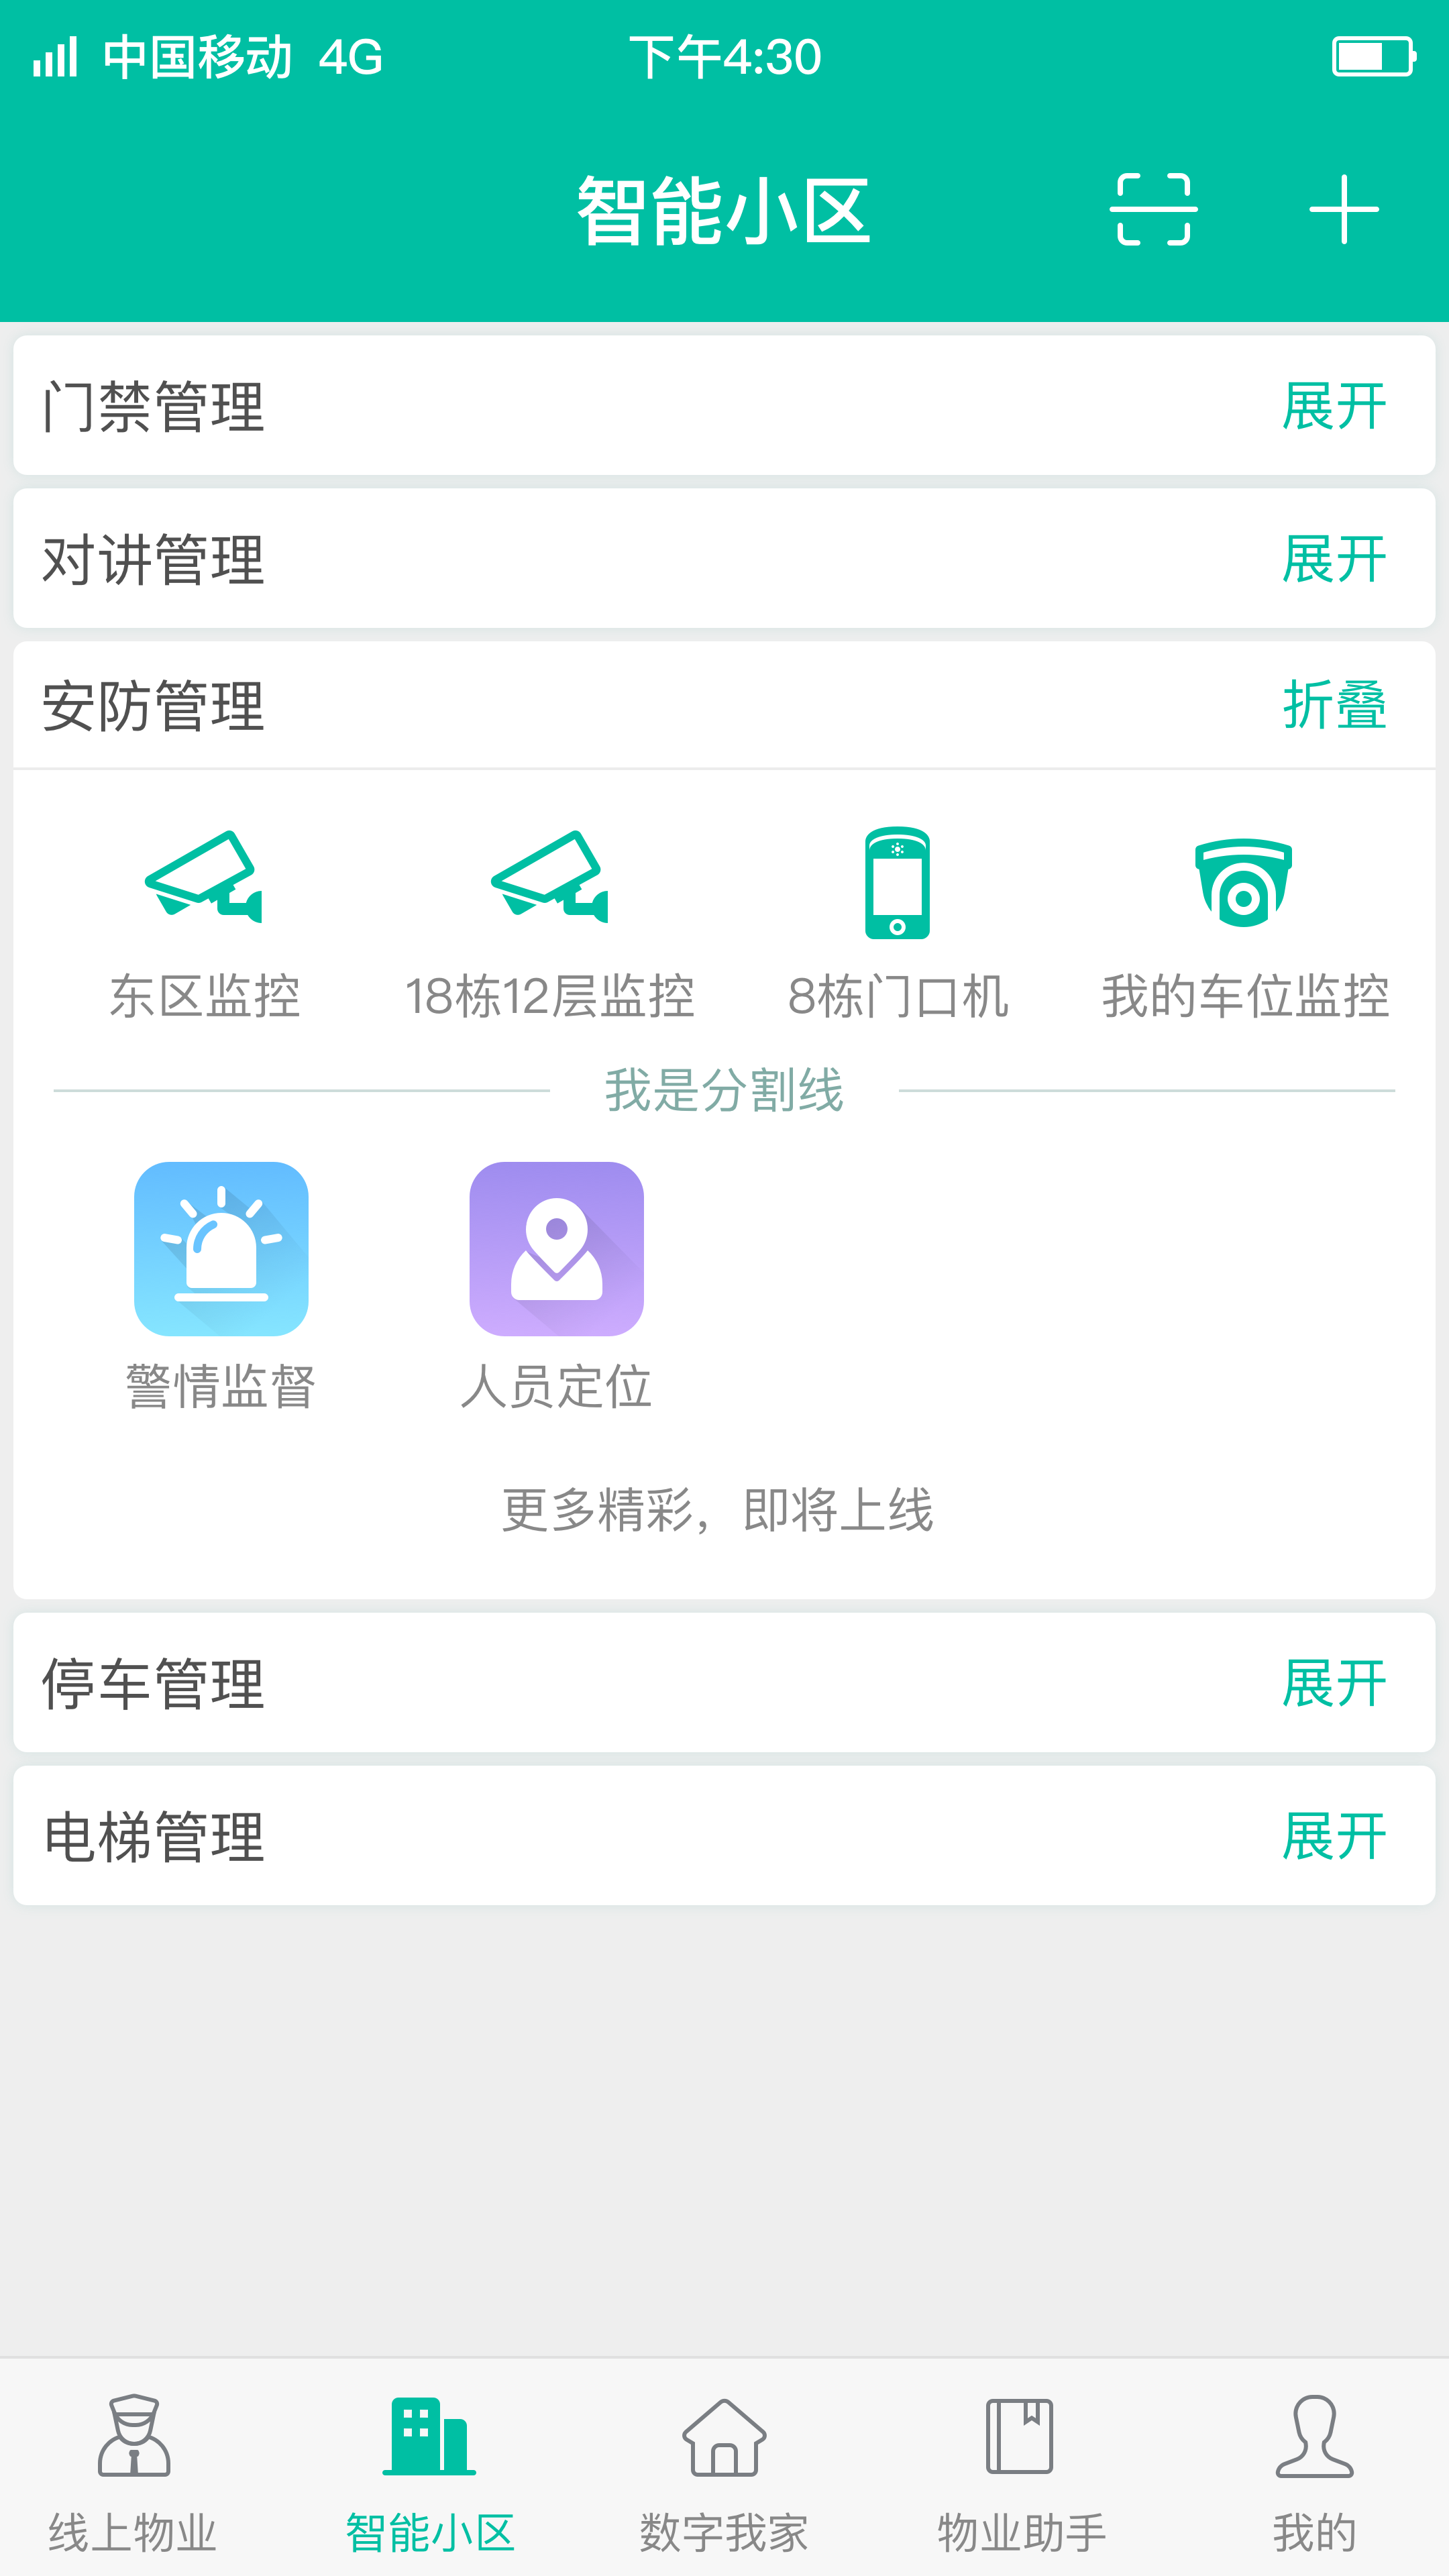 中国移动 4G 下午4:30
智能小区
门禁管理 展开
对讲管理 展开
安防管理 折叠
东区监控 18栋12层监控 8栋门口机 我的车位监控
我是分割线
警情监督 人员定位
更多精彩，即将上线
停车管理 展开
电梯管理 展开
线上物业 智能小区 数字我家 物业助手 我的